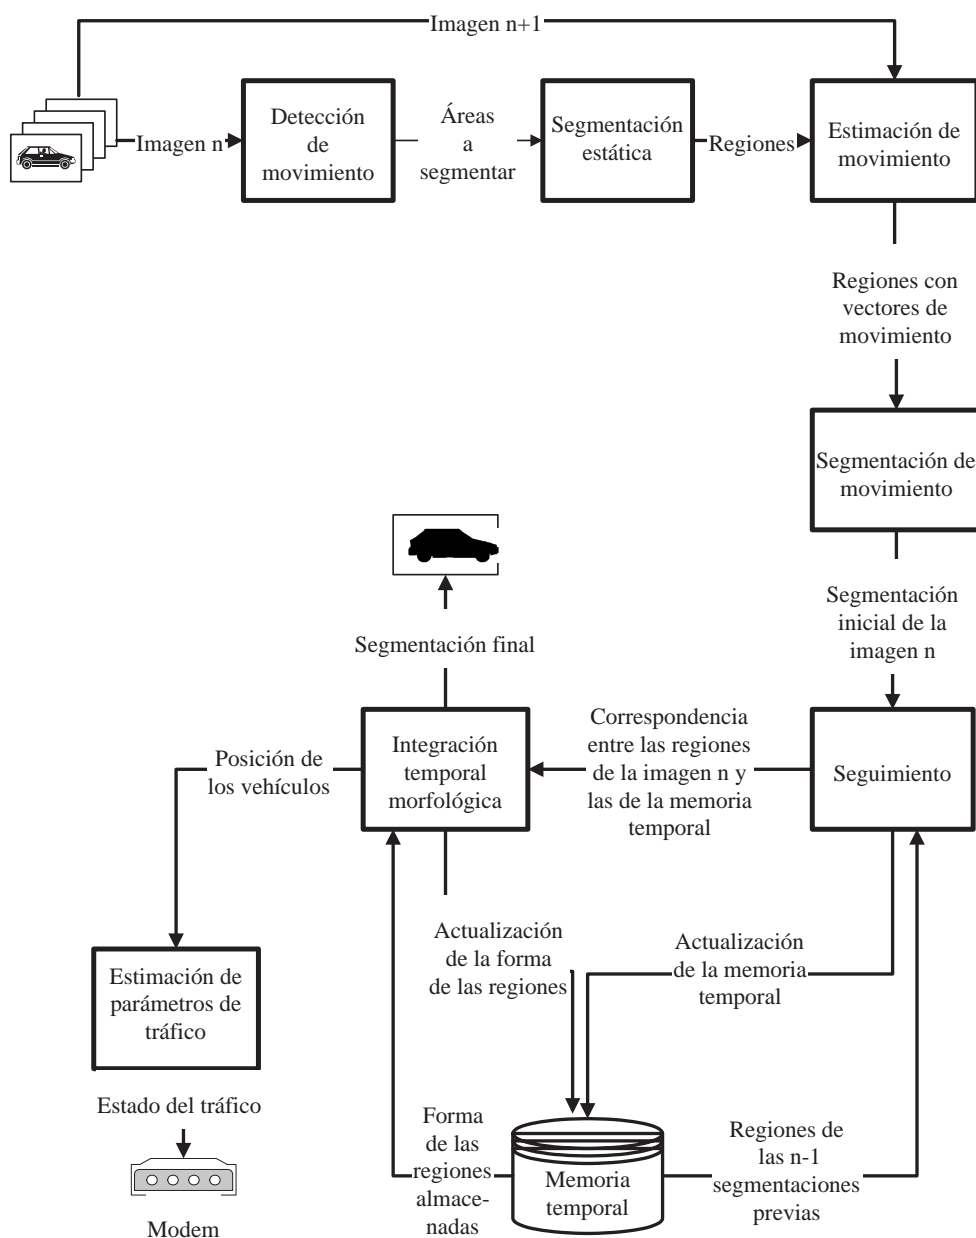 Imagen n+1
Imagen n
Detección
de
movimiento
Áreas
a
segmentar
Segmentación
estática
Regiones
Estimación de
movimiento
Regiones con
vectores de
movimiento
Segmentación de
movimiento
Segmentación
inicial de la
imagen n
Segmentación final
Posición de
los vehículos
Integración
temporal
morfológica
Correspondencia
entre las regiones
de la imagen n y
las de la memoria
temporal
Seguimiento
Actualización
de la forma
de las regiones
Actualización
de la memoria
temporal
Estimación de
parámetros de
tráfico
Estado del tráfico
Modem
Forma
de las
regiones
almace-
nadas
Memoria
temporal
Regiones de
las n-1
segmentaciones
previas